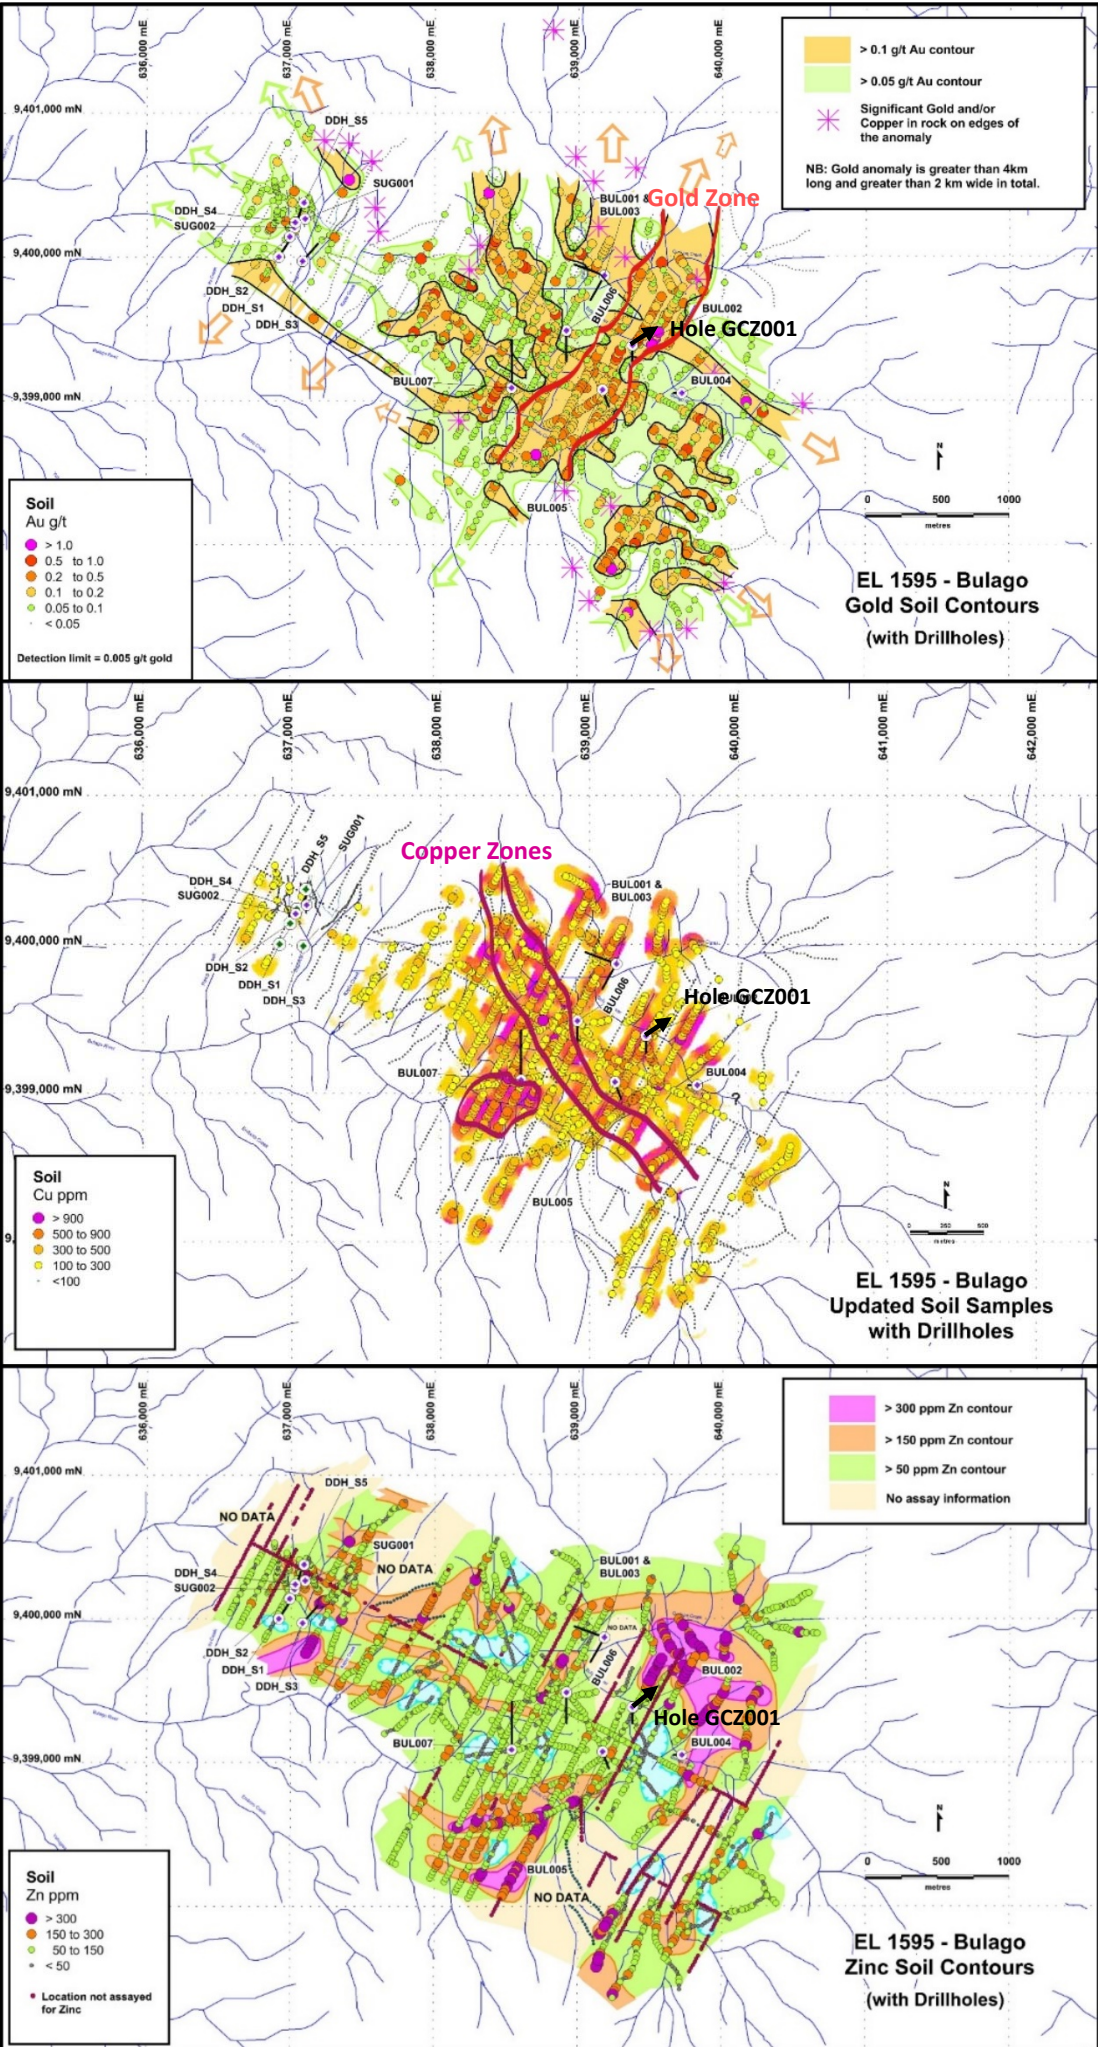 636,000 mE
637,000 mE
638,000 mE
639,000 mE
640,000 mE
> 0.1 g/t Au contour
> 0.05 g/t Au contour
Significant Gold and/or
Copper in rock on edges of
the anomaly
NB: Gold anomaly is greater than 4km
long and greater than 2 km wide in total.
9,401,000 mN
DDH_S5
SUG001
DDH_S4
SUG002
BUL001 &
BUL003
Gold Zone
9,400,000 mN
DDH_S2
DDH_S1
DDH_S3
BUL006
BUL002
Hole GCZ001
BUL007
BUL004
9,399,000 mN
BUL005
N
0 500 1000
metres
Soil
Au g/t
> 1.0
0.5 to 1.0
0.2 to 0.5
0.1 to 0.2
0.05 to 0.1
< 0.05
Detection limit = 0.005 g/t gold
EL 1595 - Bulago
Gold Soil Contours
(with Drillholes)
636,000 mE
637,000 mE
638,000 mE
639,000 mE
640,000 mE
641,000 mE
642,000 mE
9,401,000 mN
DDH_S5
SUG001
Copper Zones
DDH_S4
SUG002
BUL001 &
BUL003
9,400,000 mN
DDH_S2
DDH_S1
DDH_S3
BUL006
Hole GCZ001
BUL007
BUL004
9,399,000 mN
?
BUL005
N
0 250 500
metres
9,
Soil
Cu ppm
> 900
500 to 900
300 to 500
100 to 300
<100
EL 1595 - Bulago
Updated Soil Samples
with Drillholes
636,000 mE
637,000 mE
638,000 mE
639,000 mE
640,000 mE
> 300 ppm Zn contour
> 150 ppm Zn contour
> 50 ppm Zn contour
No assay information
9,401,000 mN
DDH_S5
NO DATA
SUG001
NO DATA
DDH_S4
SUG002
BUL001 &
BUL003
9,400,000 mN
NO DATA
DDH_S2
DDH_S1
DDH_S3
BUL006
BUL002
Hole GCZ001
BUL007
BUL004
9,399,000 mN
BUL005
NO DATA
N
0 500 1000
metres
Soil
Zn ppm
> 300
150 to 300
50 to 150
< 50
Location not assayed
for Zinc
EL 1595 - Bulago
Zinc Soil Contours
(with Drillholes)